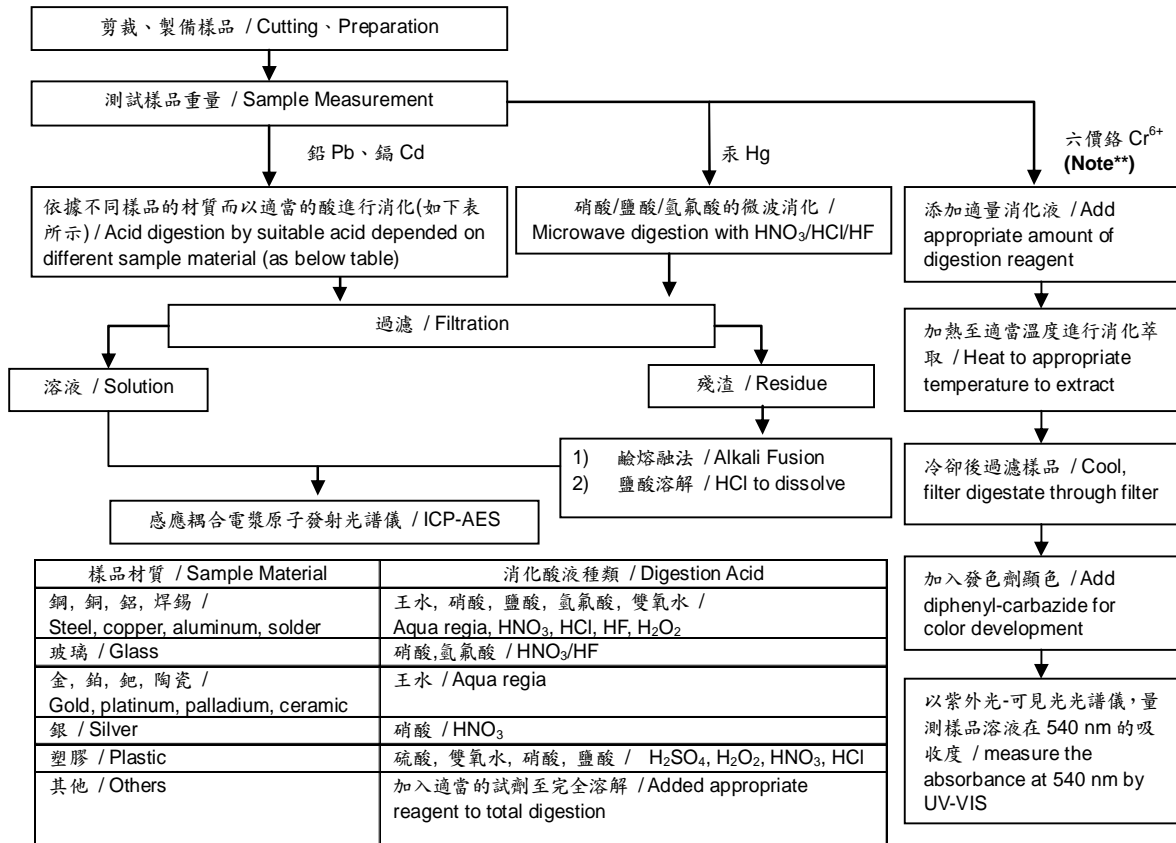 剪裁、製備樣品 / Cutting、Preparation
測試樣品重量 / Sample Measurement
鉛 Pb、鎘 Cd
汞 Hg
六價鉻 Cr⁶⁺
(Note**)
依據不同樣品的材質而以適當的酸進行消化(如下表
所示) / Acid digestion by suitable acid depended on
different sample material (as below table)
硝酸/鹽酸/氫氟酸的微波消化 /
Microwave digestion with HNO₃/HCl/HF
添加適量消化液 / Add
appropriate amount of
digestion reagent
過濾 / Filtration
加熱至適當溫度進行消化萃
取 / Heat to appropriate
temperature to extract
溶液 / Solution
殘渣 / Residue
1) 鹼熔融法 / Alkali Fusion
2) 鹽酸溶解 / HCl to dissolve
冷卻後過濾樣品 / Cool,
filter digestate through filter
感應耦合電漿原子發射光譜儀 / ICP-AES
加入發色劑顯色 / Add
diphenyl-carbazide for
color development
以紫外光-可見光光譜儀，量
測樣品溶液在 540 nm 的吸
收度 / measure the
absorbance at 540 nm by
UV-VIS
樣品材質 / Sample Material
消化酸液種類 / Digestion Acid
鋼, 銅, 鋁, 焊錫 /
Steel, copper, aluminum, solder
王水, 硝酸, 鹽酸, 氫氟酸, 雙氧水 /
Aqua regia, HNO₃, HCl, HF, H₂O₂
玻璃 / Glass
硝酸,氫氟酸 / HNO₃/HF
金, 鉑, 鈀, 陶瓷 /
Gold, platinum, palladium, ceramic
王水 / Aqua regia
銀 / Silver
硝酸 / HNO₃
塑膠 / Plastic
硫酸, 雙氧水, 硝酸, 鹽酸 / H₂SO₄, H₂O₂, HNO₃, HCl
其他 / Others
加入適當的試劑至完全溶解 / Added appropriate
reagent to total digestion